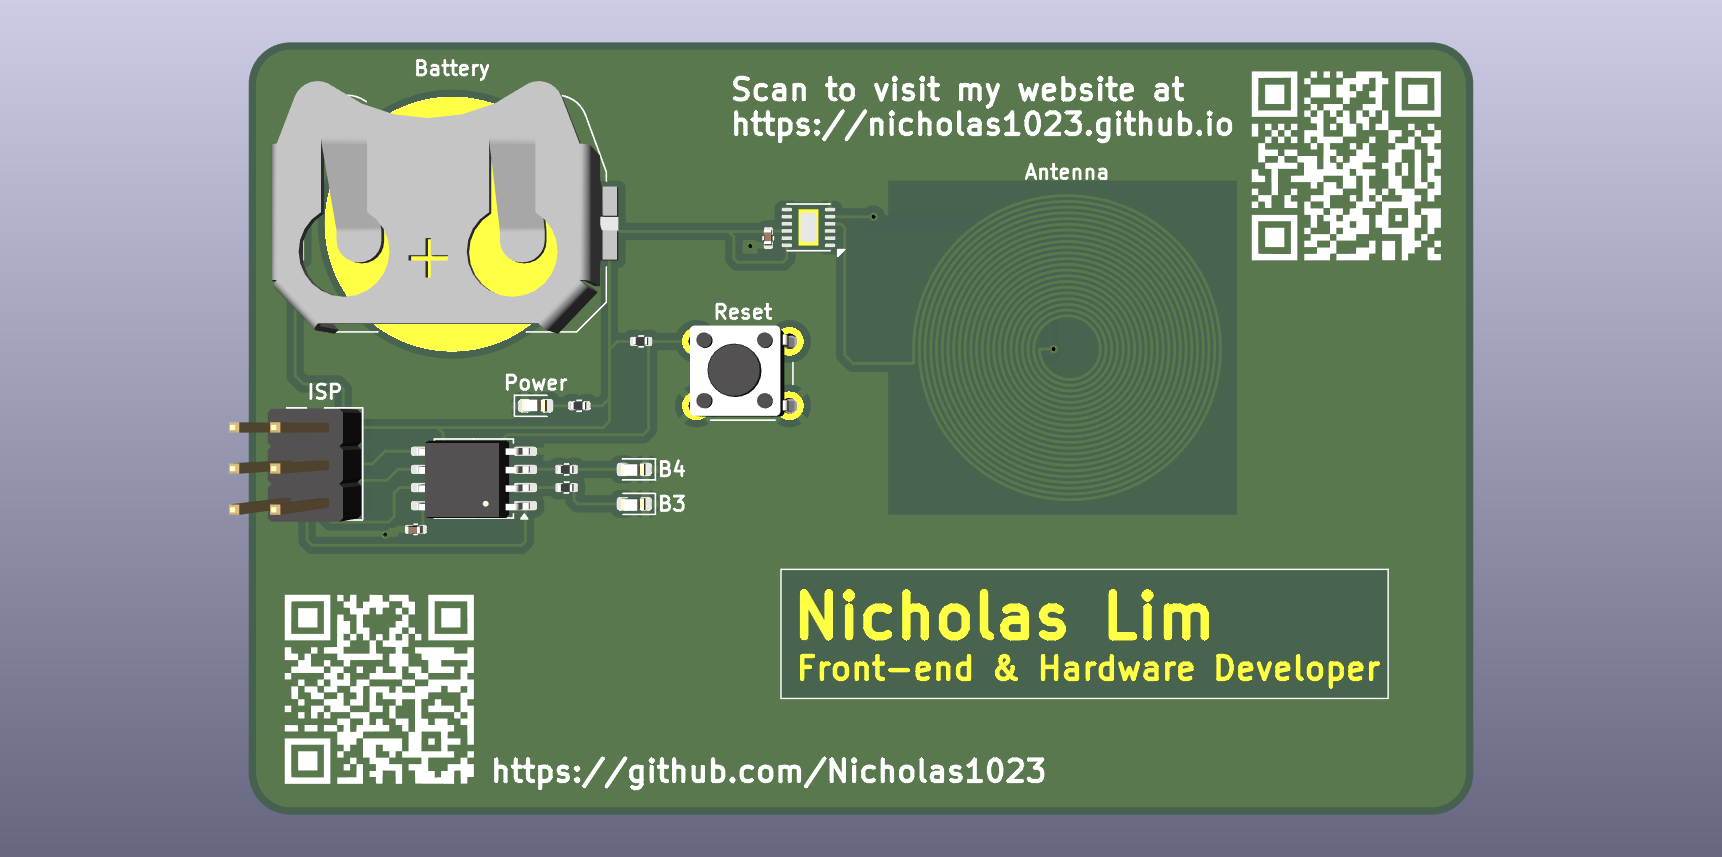 Battery
Scan to visit my website at
https://nicholas1023.github.io
Antenna
Reset
Power
ISP
B4
B3
Nicholas Lim
Front-end & Hardware Developer
https://github.com/Nicholas1023